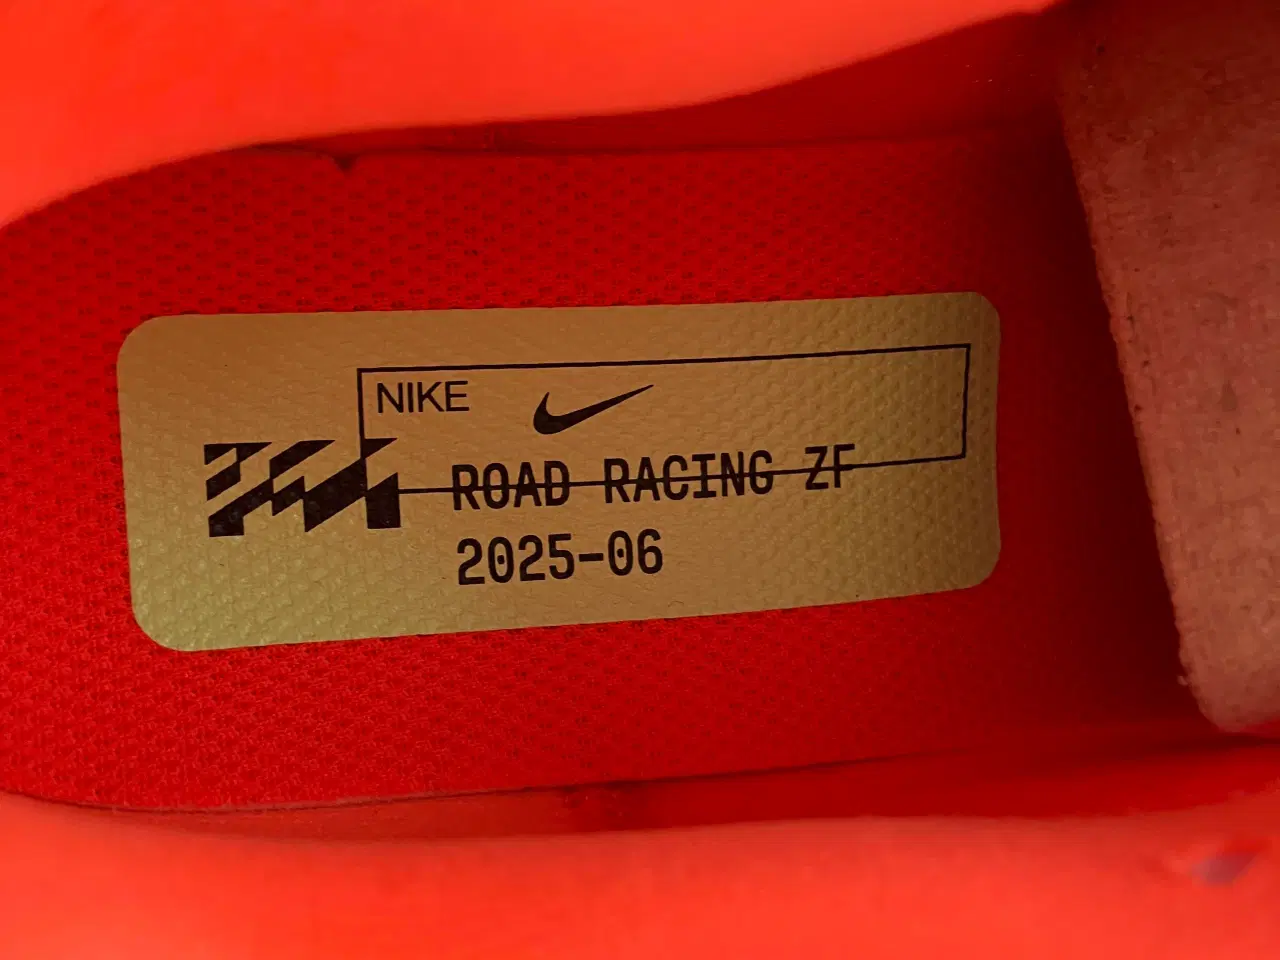 NIKE
ROAD RACING ZF
2025-06